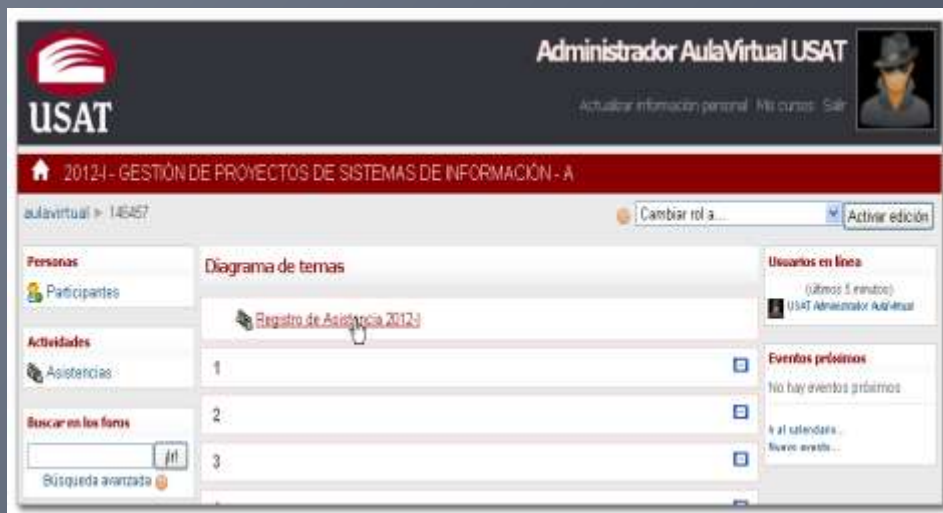 USAT
Administrador AulaVirtual USAT
Actualizar información personal Mis cursos Salir
2012-I - GESTIÓN DE PROYECTOS DE SISTEMAS DE INFORMACIÓN - A
aulavirtual ► 146457
Cambiar rol a...
Activar edición
Personas
Participantes
Actividades
Asistencias
Buscar en los foros
¡Ir!
Búsqueda avanzada
Diagrama de temas
Registro de Asistencia 2012-I
1
2
3
Usuarios en línea
(últimos 5 minutos)
USAT Administrador AulaVirtual
Eventos próximos
No hay eventos próximos
Ir al calendario...
Nuevo evento...